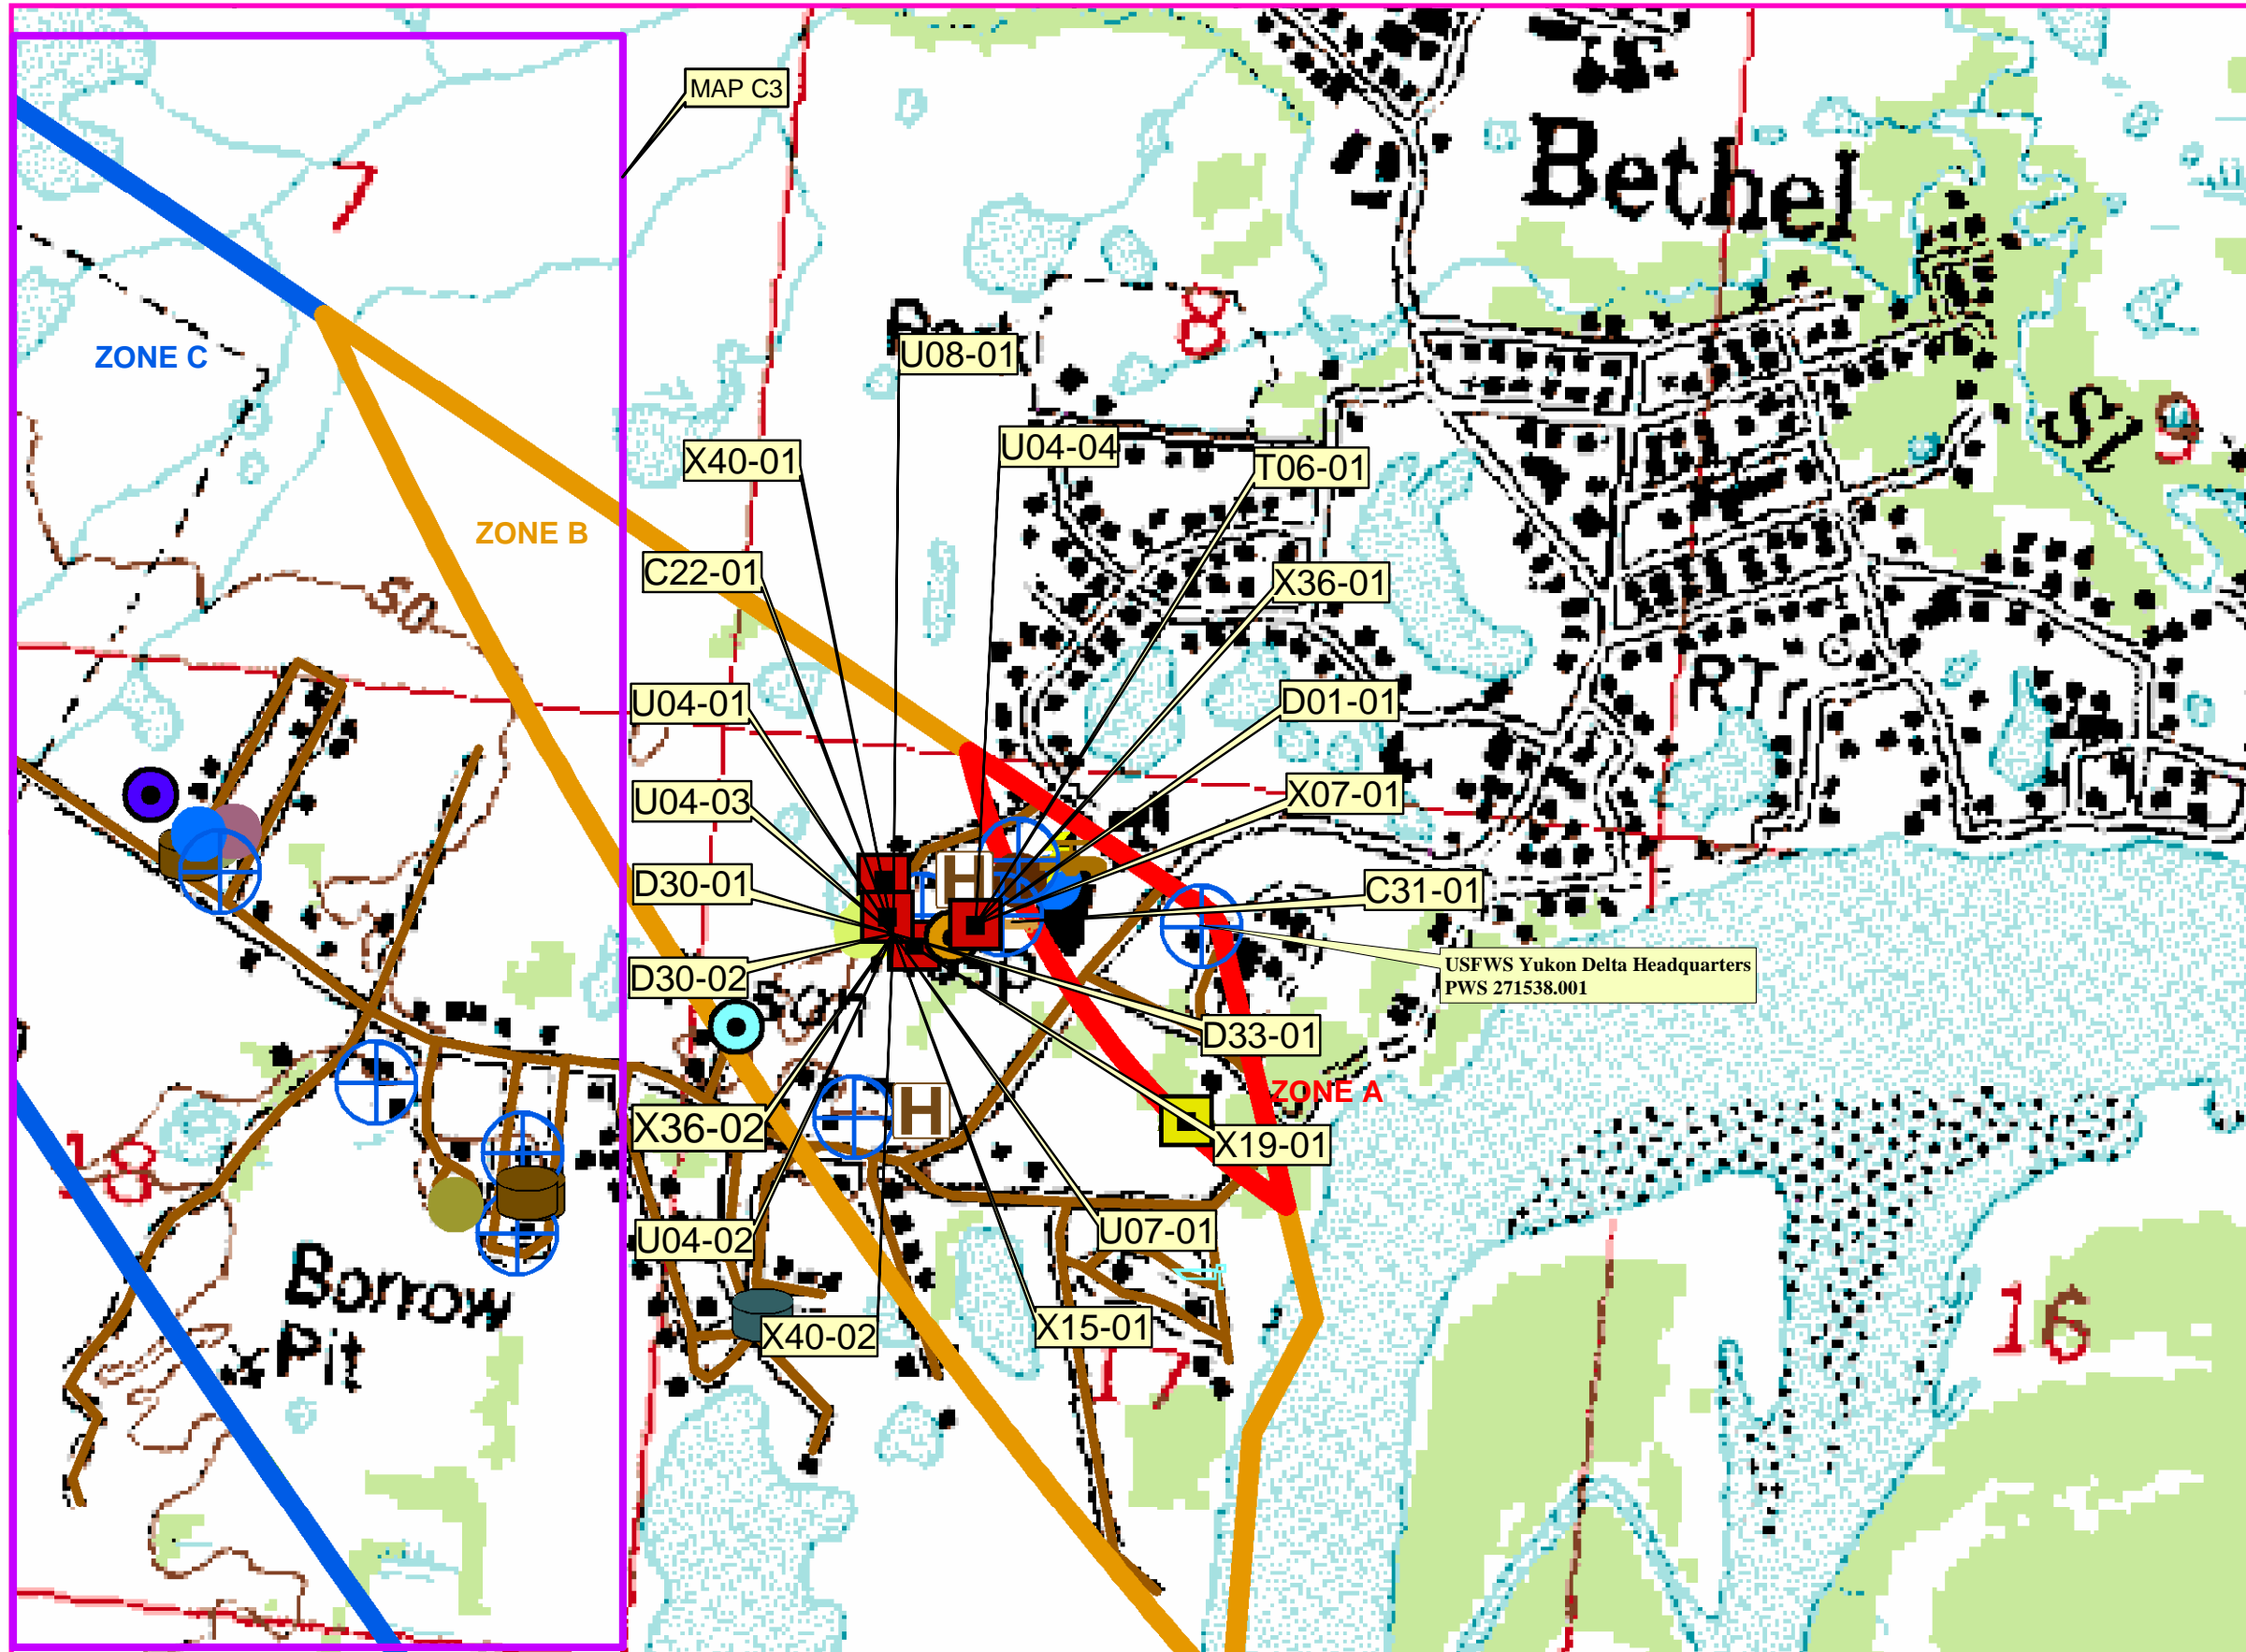 MAP C3
Bethel
7
8
U08-01
ZONE C
SI
9
U04-04
X40-01
T06-01
ZONE B
C22-01
X36-01
50
RT
U04-01
D01-01
U04-03
X07-01
H
D30-01
C31-01
USFWS Yukon Delta Headquarters
PWS 271538.001
D30-02
D33-01
ZONE A
H
X36-02
X19-01
18
U04-02
U07-01
Borrow
Pit
X40-02
X15-01
16
17